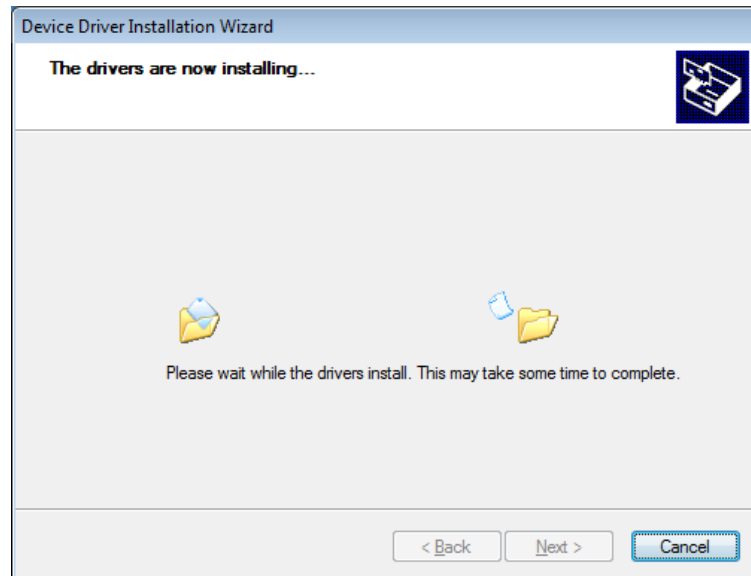 Device Driver Installation Wizard
The drivers are now installing...
Please wait while the drivers install. This may take some time to complete.
< Back
Next >
Cancel